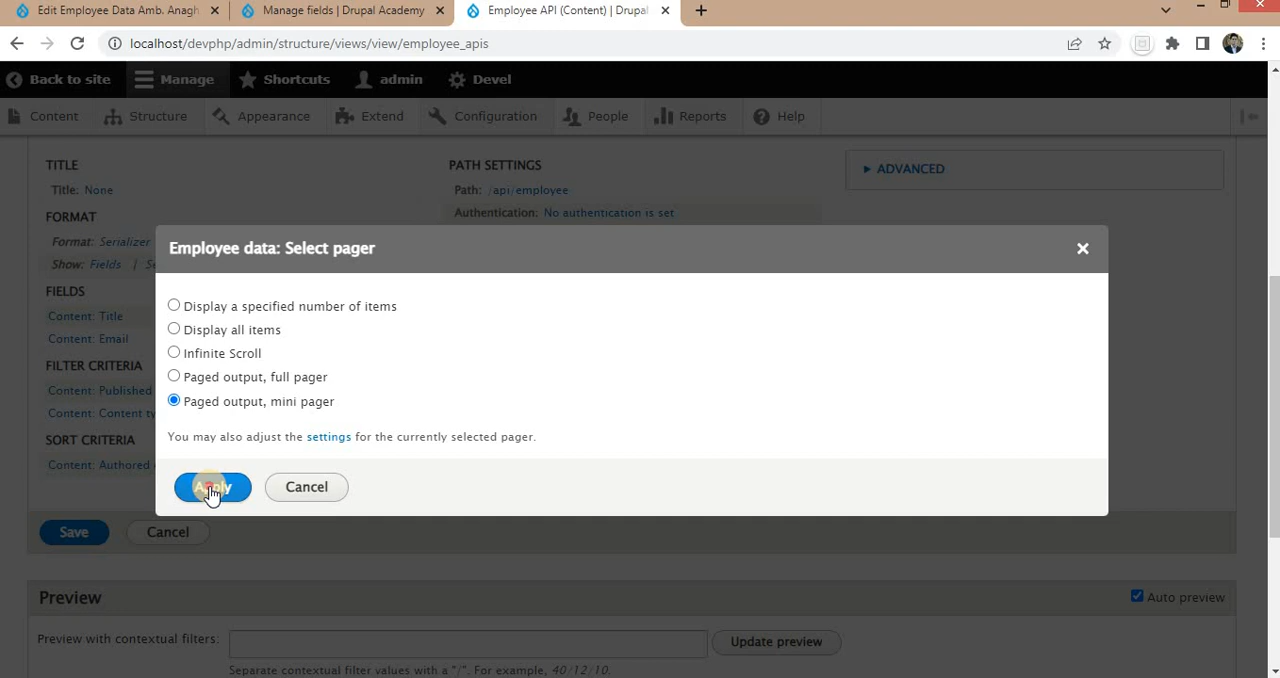 Edit Employee Data Amb. Anagh
Manage fields | Drupal Academy
Employee API (Content) | Drupal
localhost/devphp/admin/structure/views/view/employee_apis
Back to site Manage Shortcuts admin Devel
Content Structure Appearance Extend Configuration People Reports Help
TITLE
Title: None
FORMAT
Format: Serializer
Show: Fields |
FIELDS
Content: Title
Content: Email
FILTER CRITERIA
Content: Published
Content: Content
SORT CRITERIA
Content: Authored
PATH SETTINGS
Path: /api/employee
Authentication: No authentication is set
ADVANCED
Employee data: Select pager
Display a specified number of items
Display all items
Infinite Scroll
Paged output, full pager
Paged output, mini pager
You may also adjust the settings for the currently selected pager.
Apply Cancel
Save Cancel
Preview
Auto preview
Preview with contextual filters:
Update preview
Separate contextual filter values with a "/". For example, 40/12/10.